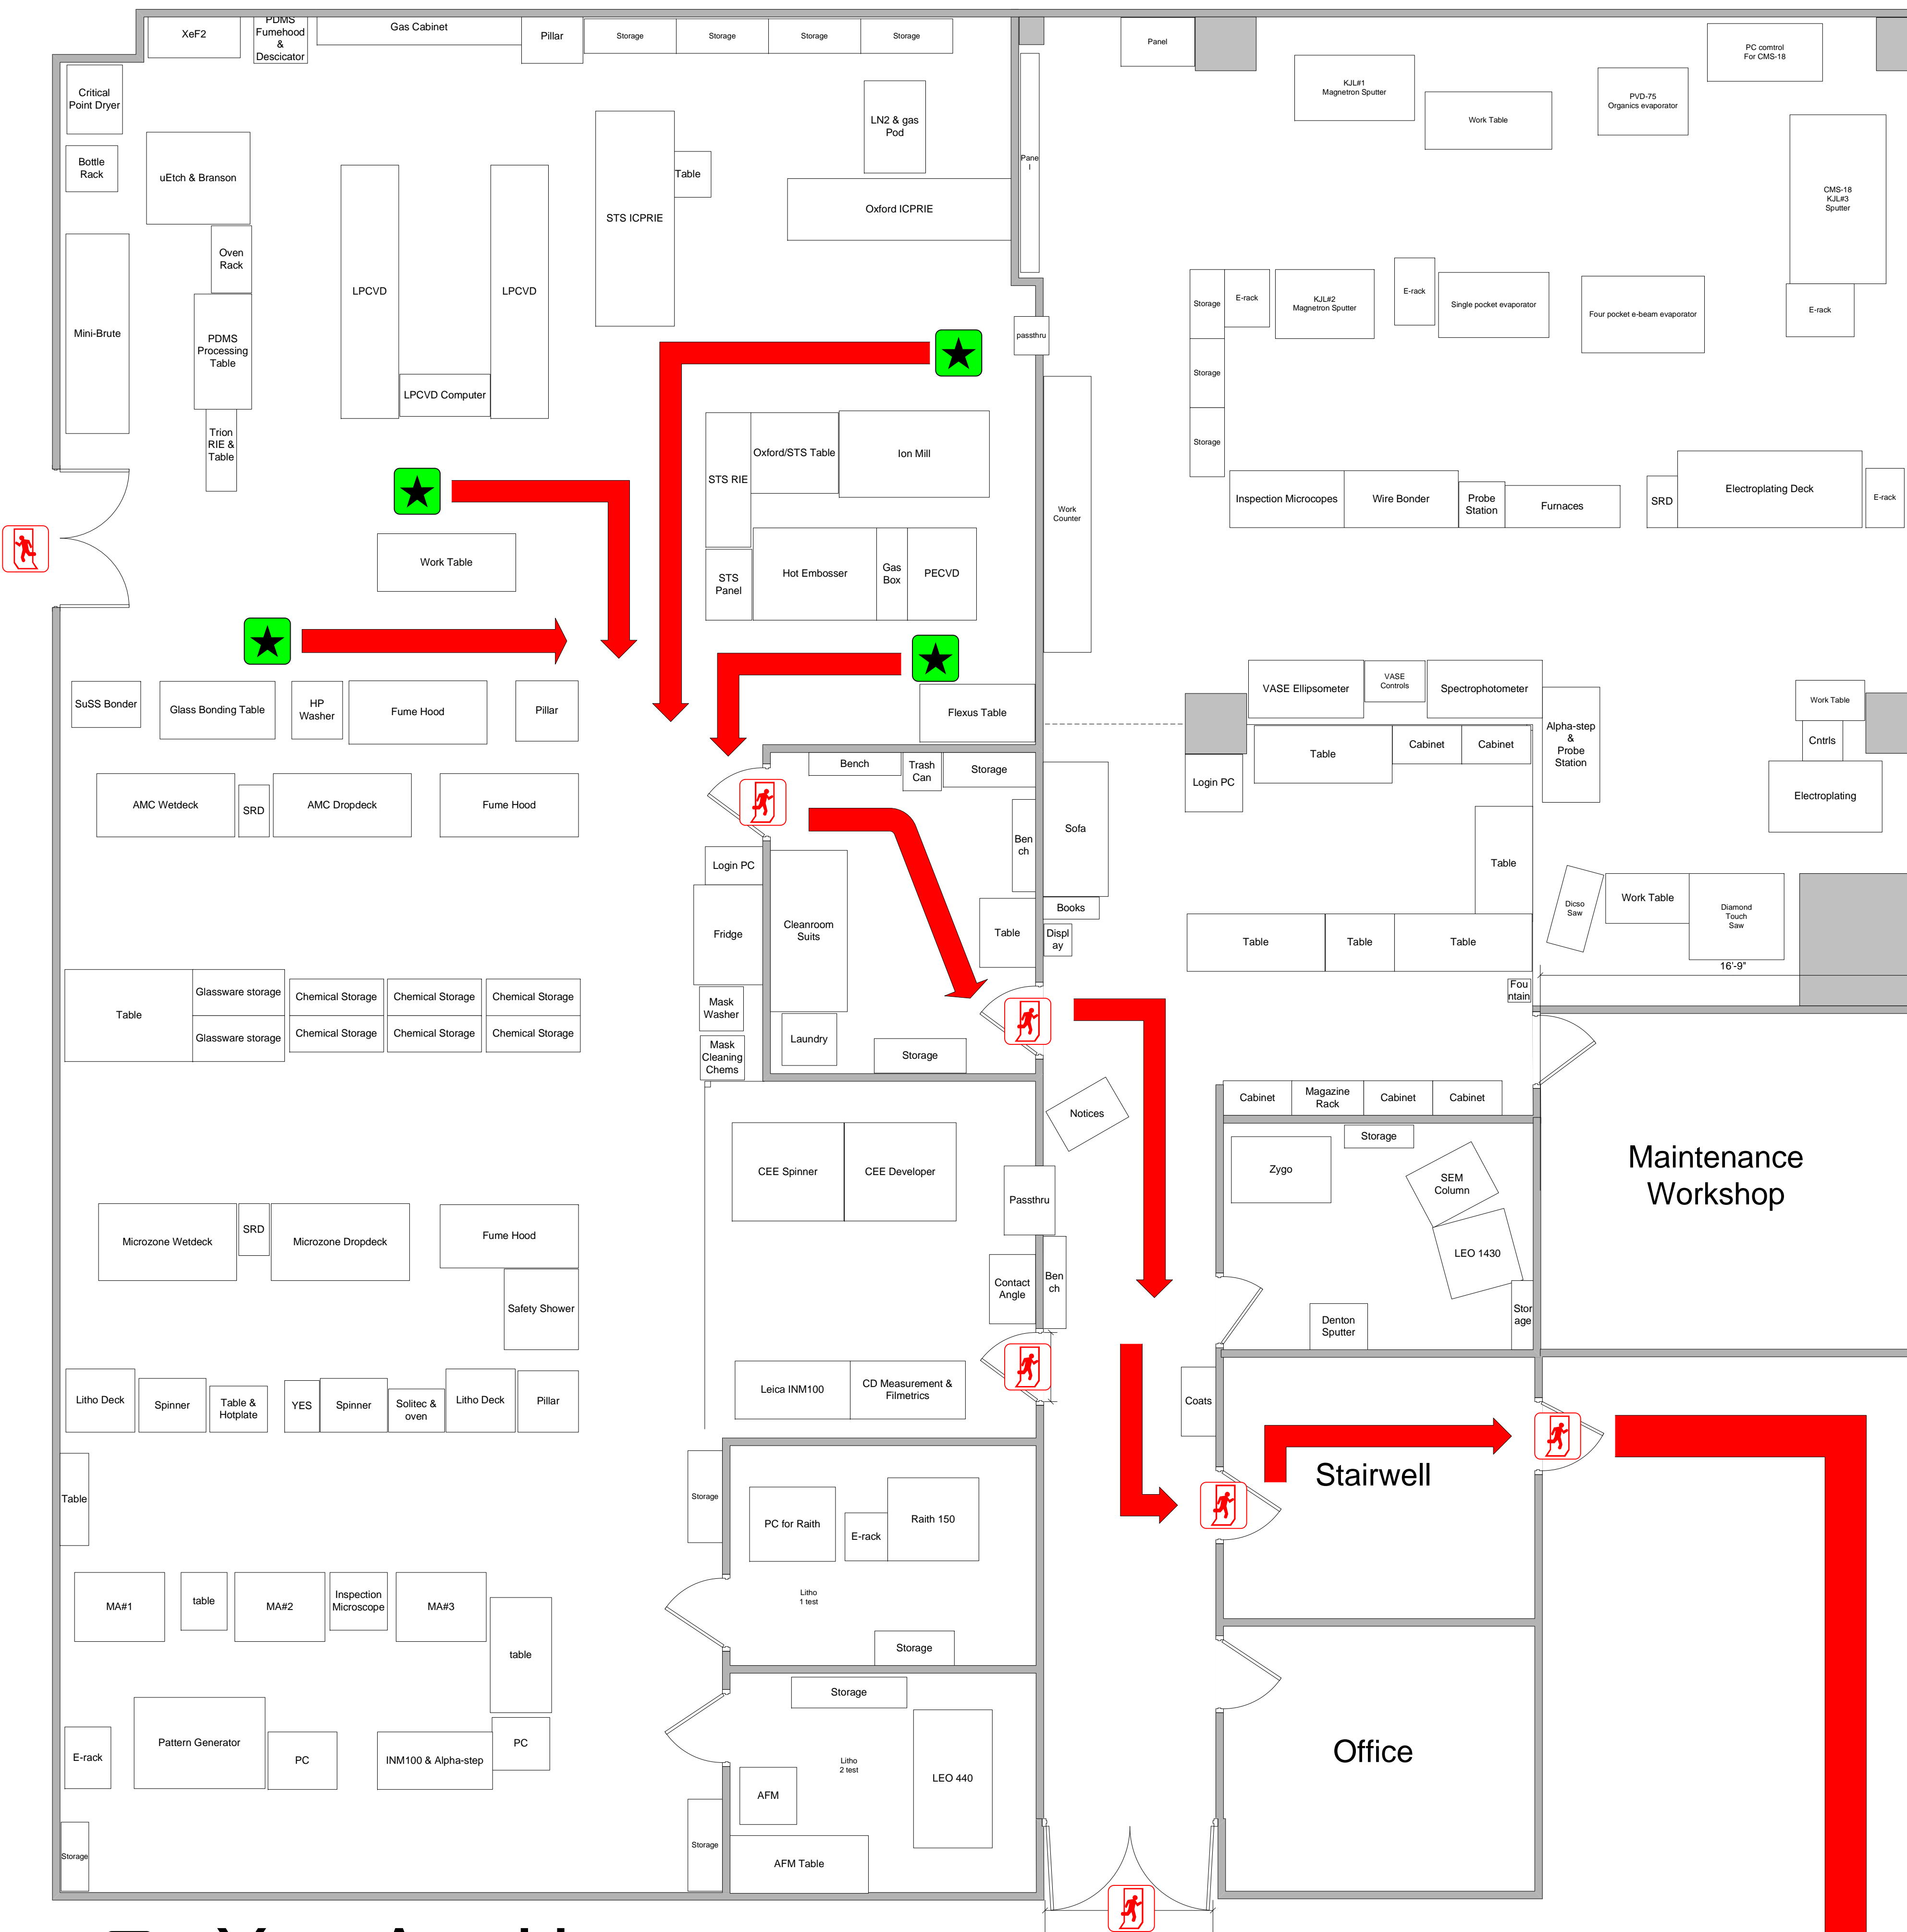 XeF2
PDMS
Fumehood
&
Descicator
Gas Cabinet
Pillar
Storage
Storage
Storage
Storage
Panel
KJL#1
Magnetron Sputter
Work Table
PVD-75
Organics evaporator
PC comtrol
For CMS-18
Critical
Point Dryer
Bottle
Rack
uEtch & Branson
Oven
Rack
Mini-Brute
PDMS
Processing
Table
Trion
RIE &
Table
LPCVD
LPCVD
LPCVD Computer
STS ICPRIE
Table
LN2 & gas
Pod
Oxford ICPRIE
Pane
l
passthru
CMS-18
KJL#3
Sputter
E-rack
Storage
E-rack
KJL#2
Magnetron Sputter
E-rack
Single pocket evaporator
Four pocket e-beam evaporator
Storage
Storage
STS RIE
Oxford/STS Table
Ion Mill
STS
Panel
Hot Embosser
Gas
Box
PECVD
Work
Counter
Inspection Microcopes
Wire Bonder
Probe
Station
Furnaces
SRD
Electroplating Deck
E-rack
Work Table
SuSS Bonder
Glass Bonding Table
HP
Washer
Fume Hood
Pillar
Flexus Table
VASE Ellipsometer
VASE
Controls
Spectrophotometer
Alpha-step
&
Probe
Station
Work Table
Cntrls
Electroplating
Table
Cabinet
Cabinet
Login PC
AMC Wetdeck
SRD
AMC Dropdeck
Fume Hood
Bench
Trash
Can
Storage
Ben
ch
Sofa
Table
Login PC
Fridge
Cleanroom
Suits
Table
Books
Displ
ay
Table
Table
Table
Dicso
Saw
Work Table
Diamond
Touch
Saw
16'-9"
Fou
ntain
Table
Glassware storage
Chemical Storage
Chemical Storage
Chemical Storage
Glassware storage
Chemical Storage
Chemical Storage
Chemical Storage
Mask
Washer
Mask
Cleaning
Chems
Laundry
Storage
Notices
Cabinet
Magazine
Rack
Cabinet
Cabinet
CEE Spinner
CEE Developer
Passthru
Zygo
Storage
SEM
Column
LEO 1430
Maintenance
Workshop
Microzone Wetdeck
SRD
Microzone Dropdeck
Fume Hood
Safety Shower
Contact
Angle
Ben
ch
Denton
Sputter
Stor
age
Litho Deck
Spinner
Table &
Hotplate
YES
Spinner
Solitec &
oven
Litho Deck
Pillar
Leica INM100
CD Measurement &
Filmetrics
Coats
Stairwell
Table
Storage
PC for Raith
E-rack
Raith 150
Litho
1 test
Storage
MA#1
table
MA#2
Inspection
Microscope
MA#3
table
E-rack
Pattern Generator
PC
INM100 & Alpha-step
PC
Storage
Litho
2 test
LEO 440
AFM
AFM Table
Storage
Storage
Office